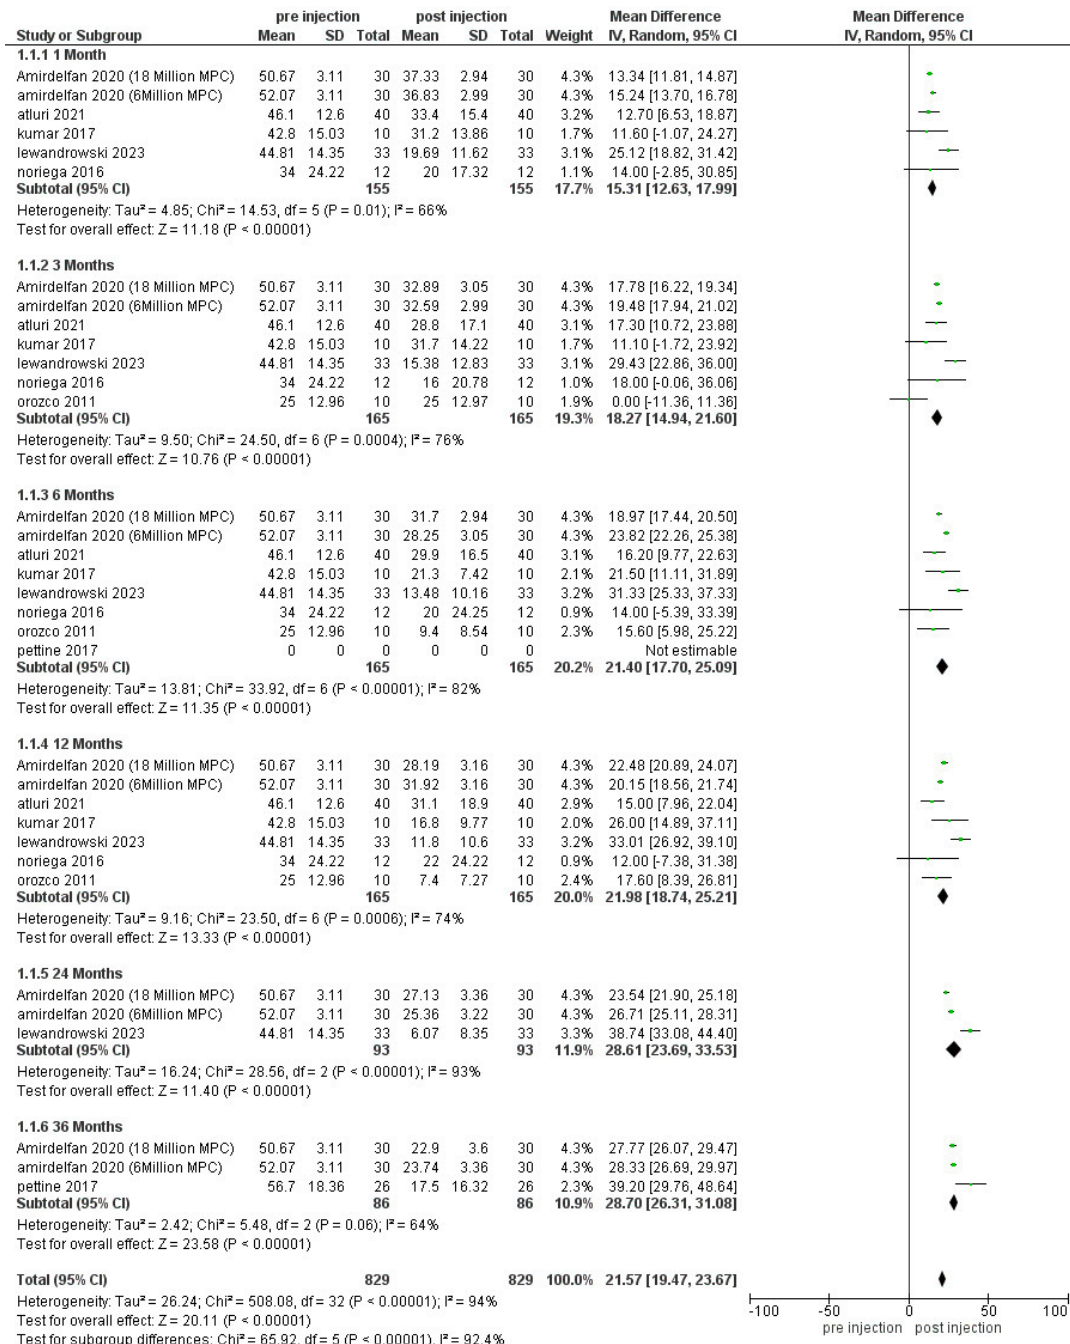 pre injection post injection Mean Difference Mean Difference
Study or Subgroup Mean SD Total Mean SD Total Weight IV, Random, 95% CI IV, Random, 95% CI
1.1.1 1 Month
Amirdelfan 2020 (18 Million MPC) 50.67 3.11 30 37.33 2.94 30 4.3% 13.34 [11.81, 14.87]
amirdelfan 2020 (6Million MPC) 52.07 3.11 30 36.83 2.99 30 4.3% 15.24 [13.70, 16.78]
atluri 2021 46.1 12.6 40 33.4 15.4 40 3.2% 12.70 [6.53, 18.87]
kumar 2017 42.8 15.03 10 31.2 13.86 10 1.7% 11.60 [-1.07, 24.27]
lewandrowski 2023 44.81 14.35 33 19.69 11.62 33 3.1% 25.12 [18.82, 31.42]
noriega 2016 34 24.22 12 20 17.32 12 1.1% 14.00 [-2.85, 30.85]
Subtotal (95% CI) 155 155 17.7% 15.31 [12.63, 17.99]
Heterogeneity: Tau² = 4.85; Chi² = 14.53, df = 5 (P = 0.01); I² = 66%
Test for overall effect: Z = 11.18 (P < 0.00001)
1.1.2 3 Months
Amirdelfan 2020 (18 Million MPC) 50.67 3.11 30 32.89 3.05 30 4.3% 17.78 [16.22, 19.34]
amirdelfan 2020 (6Million MPC) 52.07 3.11 30 32.59 2.99 30 4.3% 19.48 [17.94, 21.02]
atluri 2021 46.1 12.6 40 28.8 17.1 40 3.1% 17.30 [10.72, 23.88]
kumar 2017 42.8 15.03 10 31.7 14.22 10 1.7% 11.10 [-1.72, 23.92]
lewandrowski 2023 44.81 14.35 33 15.38 12.83 33 3.1% 29.43 [22.86, 36.00]
noriega 2016 34 24.22 12 16 20.78 12 1.0% 18.00 [-0.06, 36.06]
orozco 2011 25 12.96 10 25 12.97 10 1.9% 0.00 [-11.36, 11.36]
Subtotal (95% CI) 165 165 19.3% 18.27 [14.94, 21.60]
Heterogeneity: Tau² = 9.50; Chi² = 24.50, df = 6 (P = 0.0004); I² = 76%
Test for overall effect: Z = 10.76 (P < 0.00001)
1.1.3 6 Months
Amirdelfan 2020 (18 Million MPC) 50.67 3.11 30 31.7 2.94 30 4.3% 18.97 [17.44, 20.50]
amirdelfan 2020 (6Million MPC) 52.07 3.11 30 28.25 3.05 30 4.3% 23.82 [22.26, 25.38]
atluri 2021 46.1 12.6 40 29.9 16.5 40 3.1% 16.20 [9.77, 22.63]
kumar 2017 42.8 15.03 10 21.3 7.42 10 2.1% 21.50 [11.11, 31.89]
lewandrowski 2023 44.81 14.35 33 13.48 10.16 33 3.2% 31.33 [25.33, 37.33]
noriega 2016 34 24.22 12 20 24.25 12 0.9% 14.00 [-5.39, 33.39]
orozco 2011 25 12.96 10 9.4 8.54 10 2.3% 15.60 [5.98, 25.22]
pettine 2017 0 0 0 0 0 0 Not estimable
Subtotal (95% CI) 165 165 20.2% 21.40 [17.70, 25.09]
Heterogeneity: Tau² = 13.81; Chi² = 33.92, df = 6 (P < 0.00001); I² = 82%
Test for overall effect: Z = 11.35 (P < 0.00001)
1.1.4 12 Months
Amirdelfan 2020 (18 Million MPC) 50.67 3.11 30 28.19 3.16 30 4.3% 22.48 [20.89, 24.07]
amirdelfan 2020 (6Million MPC) 52.07 3.11 30 31.92 3.16 30 4.3% 20.15 [18.56, 21.74]
atluri 2021 46.1 12.6 40 31.1 18.9 40 2.9% 15.00 [7.96, 22.04]
kumar 2017 42.8 15.03 10 16.8 9.77 10 2.0% 26.00 [14.89, 37.11]
lewandrowski 2023 44.81 14.35 33 11.8 10.6 33 3.2% 33.01 [26.92, 39.10]
noriega 2016 34 24.22 12 22 24.22 12 0.9% 12.00 [-7.38, 31.38]
orozco 2011 25 12.96 10 7.4 7.27 10 2.4% 17.60 [8.39, 26.81]
Subtotal (95% CI) 165 165 20.0% 21.98 [18.74, 25.21]
Heterogeneity: Tau² = 9.16; Chi² = 23.50, df = 6 (P = 0.0006); I² = 74%
Test for overall effect: Z = 13.33 (P < 0.00001)
1.1.5 24 Months
Amirdelfan 2020 (18 Million MPC) 50.67 3.11 30 27.13 3.36 30 4.3% 23.54 [21.90, 25.18]
amirdelfan 2020 (6Million MPC) 52.07 3.11 30 25.36 3.22 30 4.3% 26.71 [25.11, 28.31]
lewandrowski 2023 44.81 14.35 33 6.07 8.35 33 3.3% 38.74 [33.08, 44.40]
Subtotal (95% CI) 93 93 11.9% 28.61 [23.69, 33.53]
Heterogeneity: Tau² = 16.24; Chi² = 28.56, df = 2 (P < 0.00001); I² = 93%
Test for overall effect: Z = 11.40 (P < 0.00001)
1.1.6 36 Months
Amirdelfan 2020 (18 Million MPC) 50.67 3.11 30 22.9 3.6 30 4.3% 27.77 [26.07, 29.47]
amirdelfan 2020 (6Million MPC) 52.07 3.11 30 23.74 3.36 30 4.3% 28.33 [26.69, 29.97]
pettine 2017 56.7 18.36 26 17.5 16.32 26 2.3% 39.20 [29.76, 48.64]
Subtotal (95% CI) 86 86 10.9% 28.70 [26.31, 31.08]
Heterogeneity: Tau² = 2.42; Chi² = 5.48, df = 2 (P = 0.06); I² = 64%
Test for overall effect: Z = 23.58 (P < 0.00001)
Total (95% CI) 829 829 100.0% 21.57 [19.47, 23.67]
Heterogeneity: Tau² = 26.24; Chi² = 508.08, df = 32 (P < 0.00001); I² = 94%
Test for overall effect: Z = 20.11 (P < 0.00001)
Test for subgroup differences: Chi² = 65.92, df = 5 (P < 0.00001), I² = 92.4%
-100 -50 0 50 100
pre injection post injection